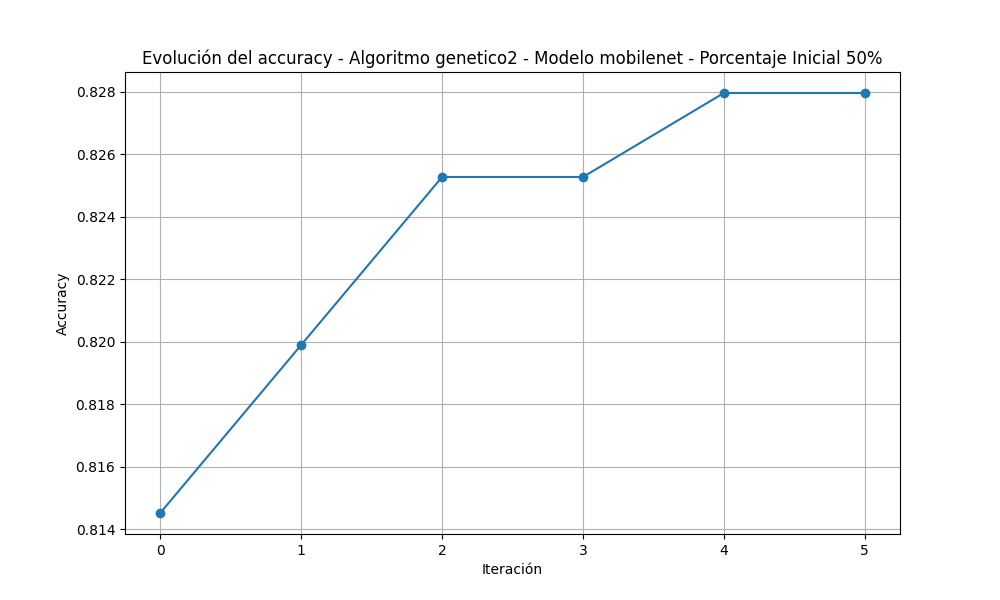 Evolución del accuracy - Algoritmo genetico2 - Modelo mobilenet - Porcentaje Inicial 50%
0.828
0.826
0.824
0.822
0.820
0.818
0.816
0.814
Accuracy
0 1 2 3 4 5
Iteración